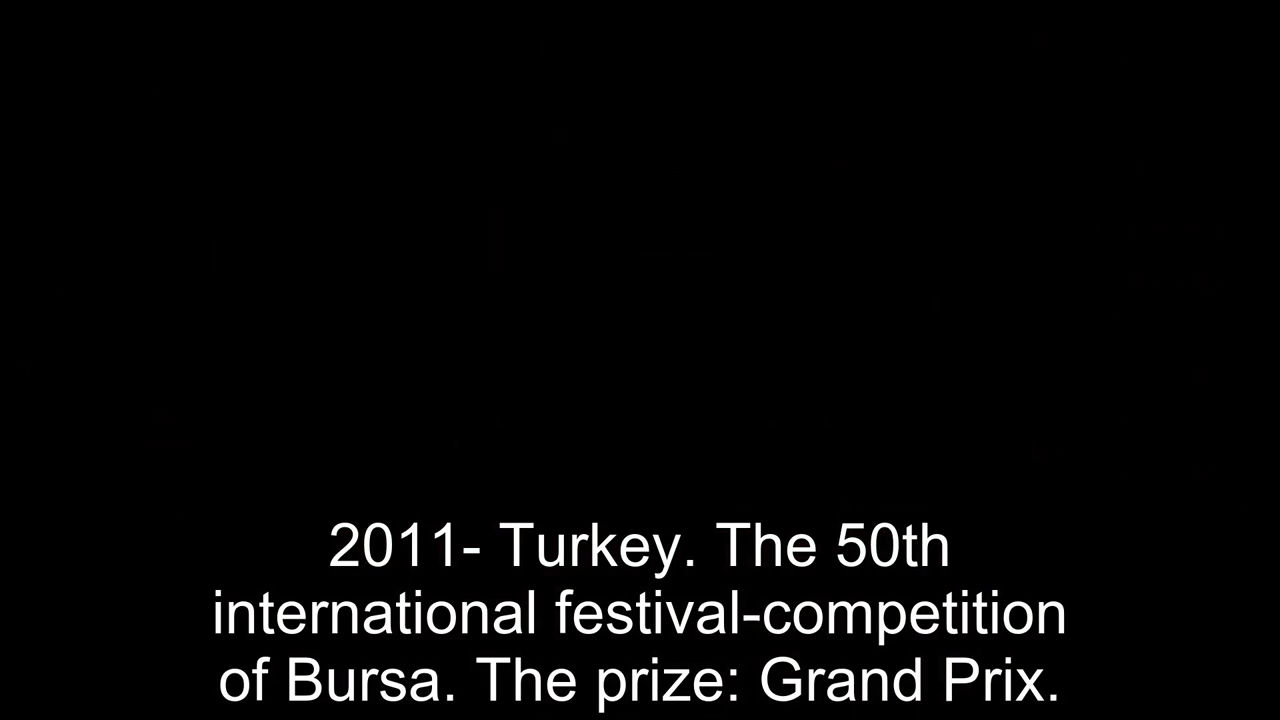 2011- Turkey. The 50th
international festival-competition
of Bursa. The prize: Grand Prix.